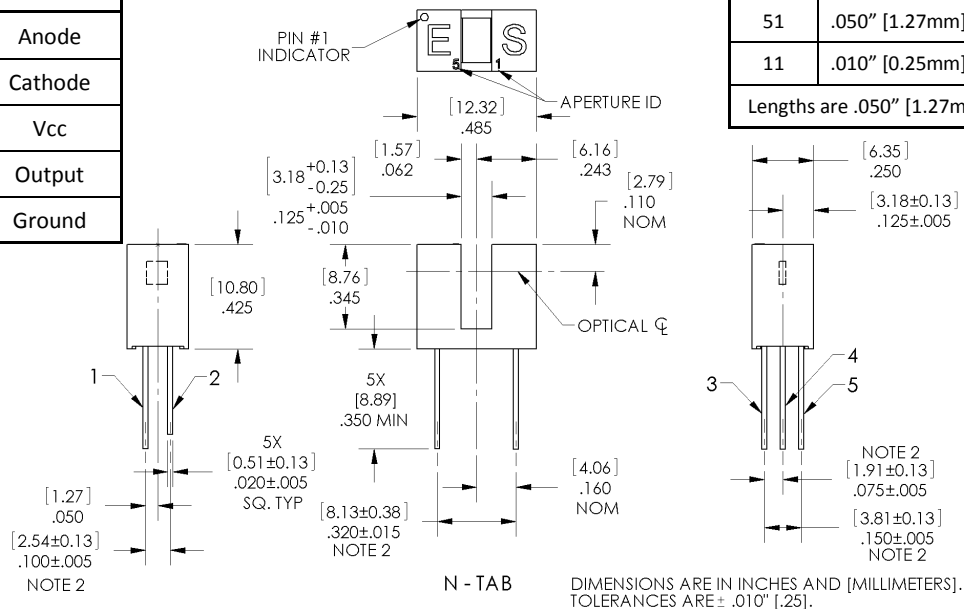 Anode
Cathode
Vcc
Output
Ground
51 .050” [1.27mm]
11 .010” [0.25mm]
Lengths are .050” [1.27m
PIN #1
INDICATOR
E S
5 1
APERTURE ID
[12.32]
.485
[1.57]
.062
[6.16]
.243
[3.18 +0.13 -0.25]
.125 +.005 -.010
[2.79]
.110
NOM
[6.35]
.250
[3.18±0.13]
.125±.005
[10.80]
.425
[8.76]
.345
OPTICAL ℄
1
2
5X
[8.89]
.350 MIN
3
4
5
5X
[0.51±0.13]
.020±.005
SQ. TYP
[1.27]
.050
[2.54±0.13]
.100±.005
NOTE 2
[8.13±0.38]
.320±.015
NOTE 2
[4.06]
.160
NOM
NOTE 2
[1.91±0.13]
.075±.005
[3.81±0.13]
.150±.005
NOTE 2
N - TAB
DIMENSIONS ARE IN INCHES AND [MILLIMETERS].
TOLERANCES ARE ± .010" [.25].